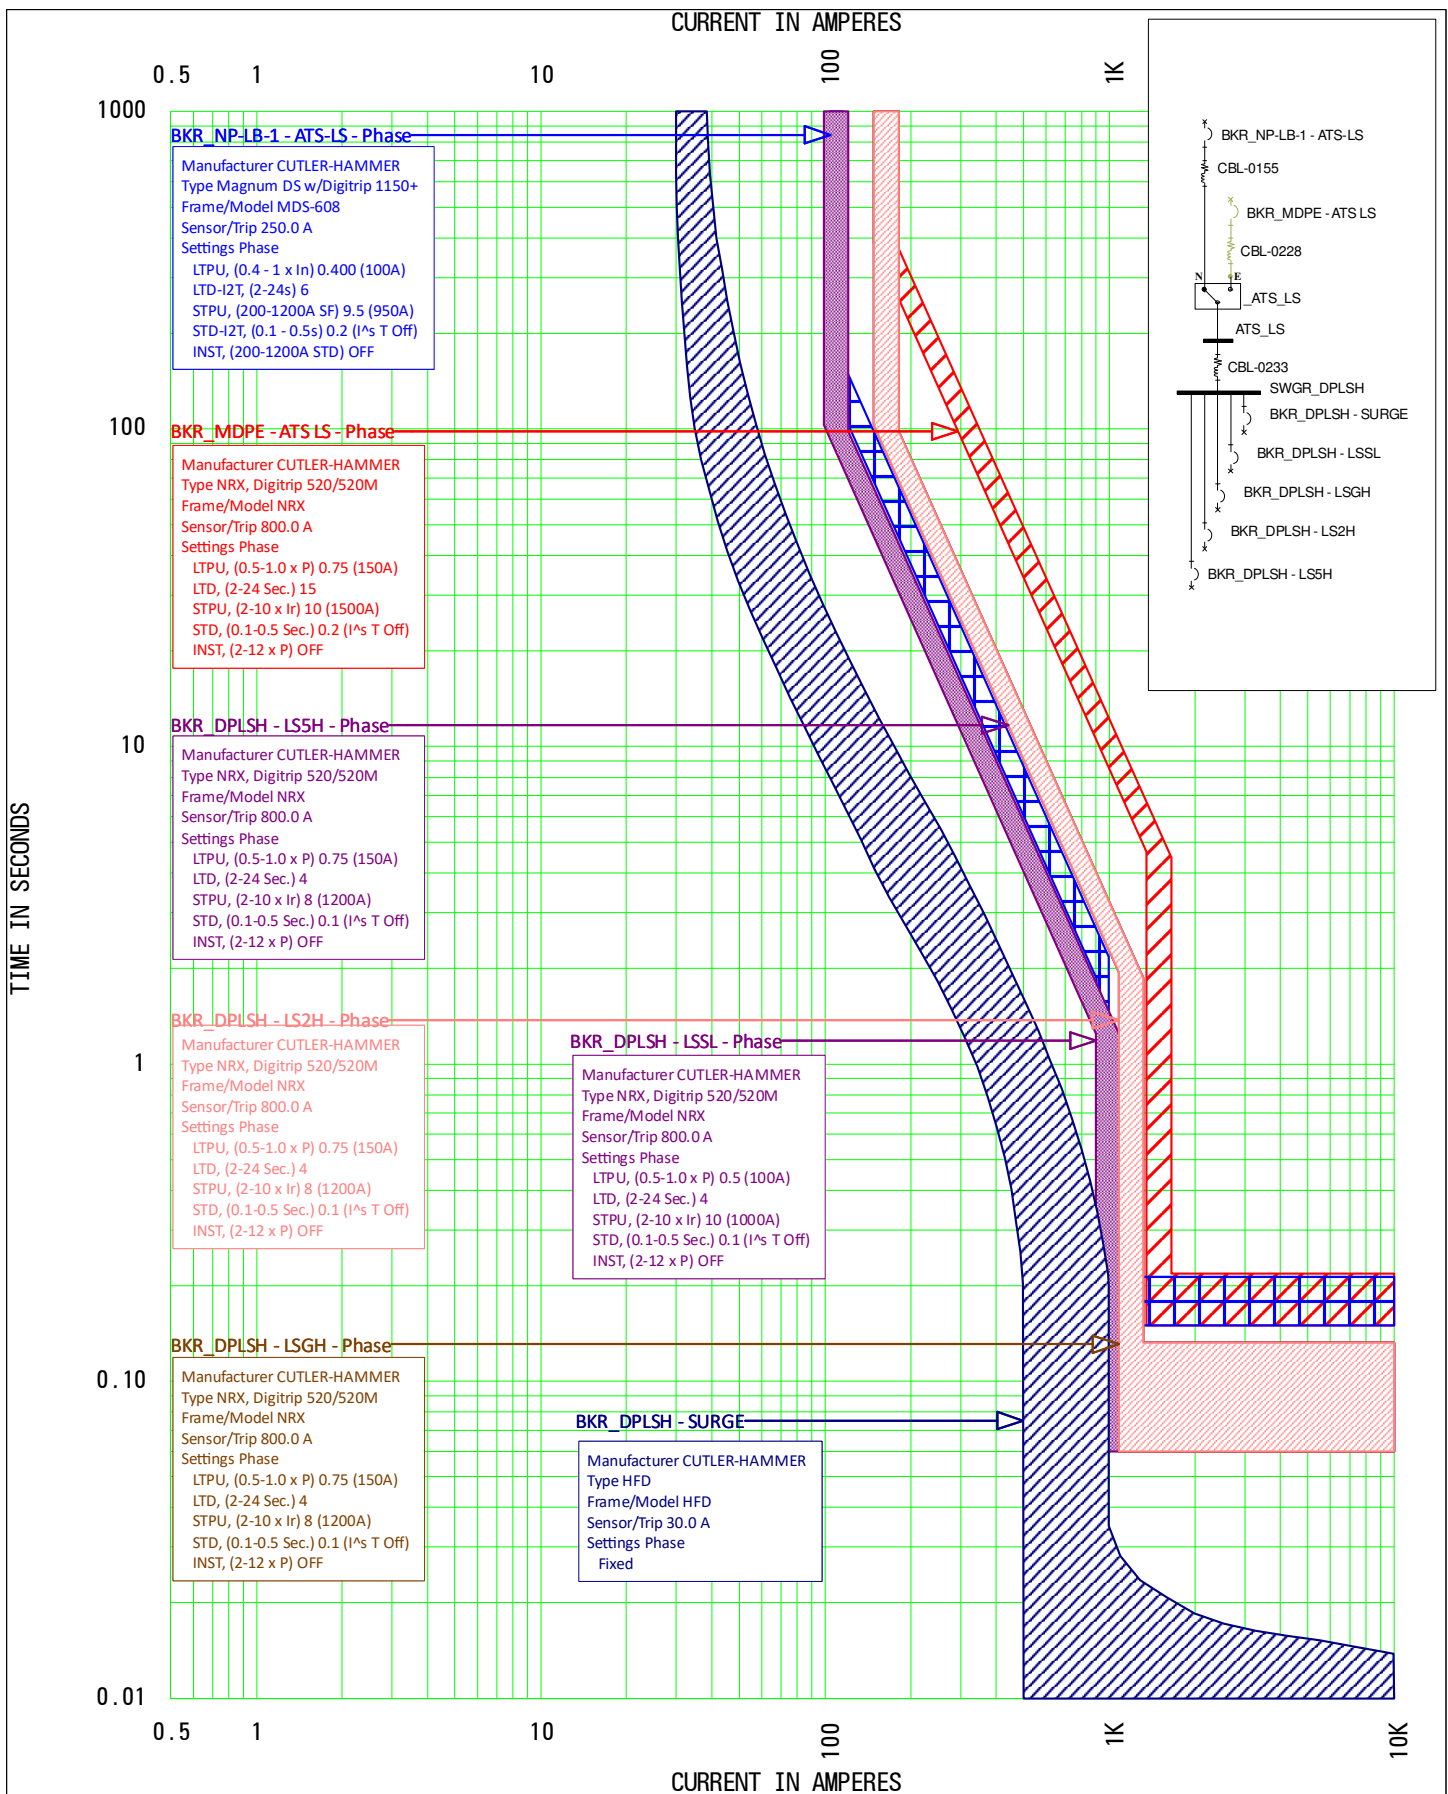 CURRENT IN AMPERES
0.5 1 10 100 1K
1000
100
10
1
0.10
0.01
TIME IN SECONDS
BKR_NP-LB-1 - ATS-LS - Phase
Manufacturer CUTLER-HAMMER
Type Magnum DS w/Digitrip 1150+
Frame/Model MDS-608
Sensor/Trip 250.0 A
Settings Phase
LTPU, (0.4 - 1 x In) 0.400 (100A)
LTD-I2T, (2-24s) 6
STPU, (200-1200A SF) 9.5 (950A)
STD-I2T, (0.1 - 0.5s) 0.2 (I^s T Off)
INST, (200-1200A STD) OFF
BKR_MDPE - ATS LS - Phase
Manufacturer CUTLER-HAMMER
Type NRX, Digitrip 520/520M
Frame/Model NRX
Sensor/Trip 800.0 A
Settings Phase
LTPU, (0.5-1.0 x P) 0.75 (150A)
LTD, (2-24 Sec.) 15
STPU, (2-10 x Ir) 10 (1500A)
STD, (0.1-0.5 Sec.) 0.2 (I^s T Off)
INST, (2-12 x P) OFF
BKR_DPLSH - LS5H - Phase
Manufacturer CUTLER-HAMMER
Type NRX, Digitrip 520/520M
Frame/Model NRX
Sensor/Trip 800.0 A
Settings Phase
LTPU, (0.5-1.0 x P) 0.75 (150A)
LTD, (2-24 Sec.) 4
STPU, (2-10 x Ir) 8 (1200A)
STD, (0.1-0.5 Sec.) 0.1 (I^s T Off)
INST, (2-12 x P) OFF
BKR_DPLSH - LS2H - Phase
Manufacturer CUTLER-HAMMER
Type NRX, Digitrip 520/520M
Frame/Model NRX
Sensor/Trip 800.0 A
Settings Phase
LTPU, (0.5-1.0 x P) 0.75 (150A)
LTD, (2-24 Sec.) 4
STPU, (2-10 x Ir) 8 (1200A)
STD, (0.1-0.5 Sec.) 0.1 (I^s T Off)
INST, (2-12 x P) OFF
BKR_DPLSH - LSSL - Phase
Manufacturer CUTLER-HAMMER
Type NRX, Digitrip 520/520M
Frame/Model NRX
Sensor/Trip 800.0 A
Settings Phase
LTPU, (0.5-1.0 x P) 0.5 (100A)
LTD, (2-24 Sec.) 4
STPU, (2-10 x Ir) 10 (1000A)
STD, (0.1-0.5 Sec.) 0.1 (I^s T Off)
INST, (2-12 x P) OFF
BKR_DPLSH - LSGH - Phase
Manufacturer CUTLER-HAMMER
Type NRX, Digitrip 520/520M
Frame/Model NRX
Sensor/Trip 800.0 A
Settings Phase
LTPU, (0.5-1.0 x P) 0.75 (150A)
LTD, (2-24 Sec.) 4
STPU, (2-10 x Ir) 8 (1200A)
STD, (0.1-0.5 Sec.) 0.1 (I^s T Off)
INST, (2-12 x P) OFF
BKR_DPLSH - SURGE
Manufacturer CUTLER-HAMMER
Type HFD
Frame/Model HFD
Sensor/Trip 30.0 A
Settings Phase
Fixed
BKR_NP-LB-1 - ATS-LS
CBL-0155
BKR_MDPE - ATS LS
CBL-0228
N E
_ATS_LS
ATS_LS
CBL-0233
SWGR_DPLSH
BKR_DPLSH - SURGE
BKR_DPLSH - LSSL
BKR_DPLSH - LSGH
BKR_DPLSH - LS2H
BKR_DPLSH - LS5H
0.5 1 10 100 1K 10K
CURRENT IN AMPERES